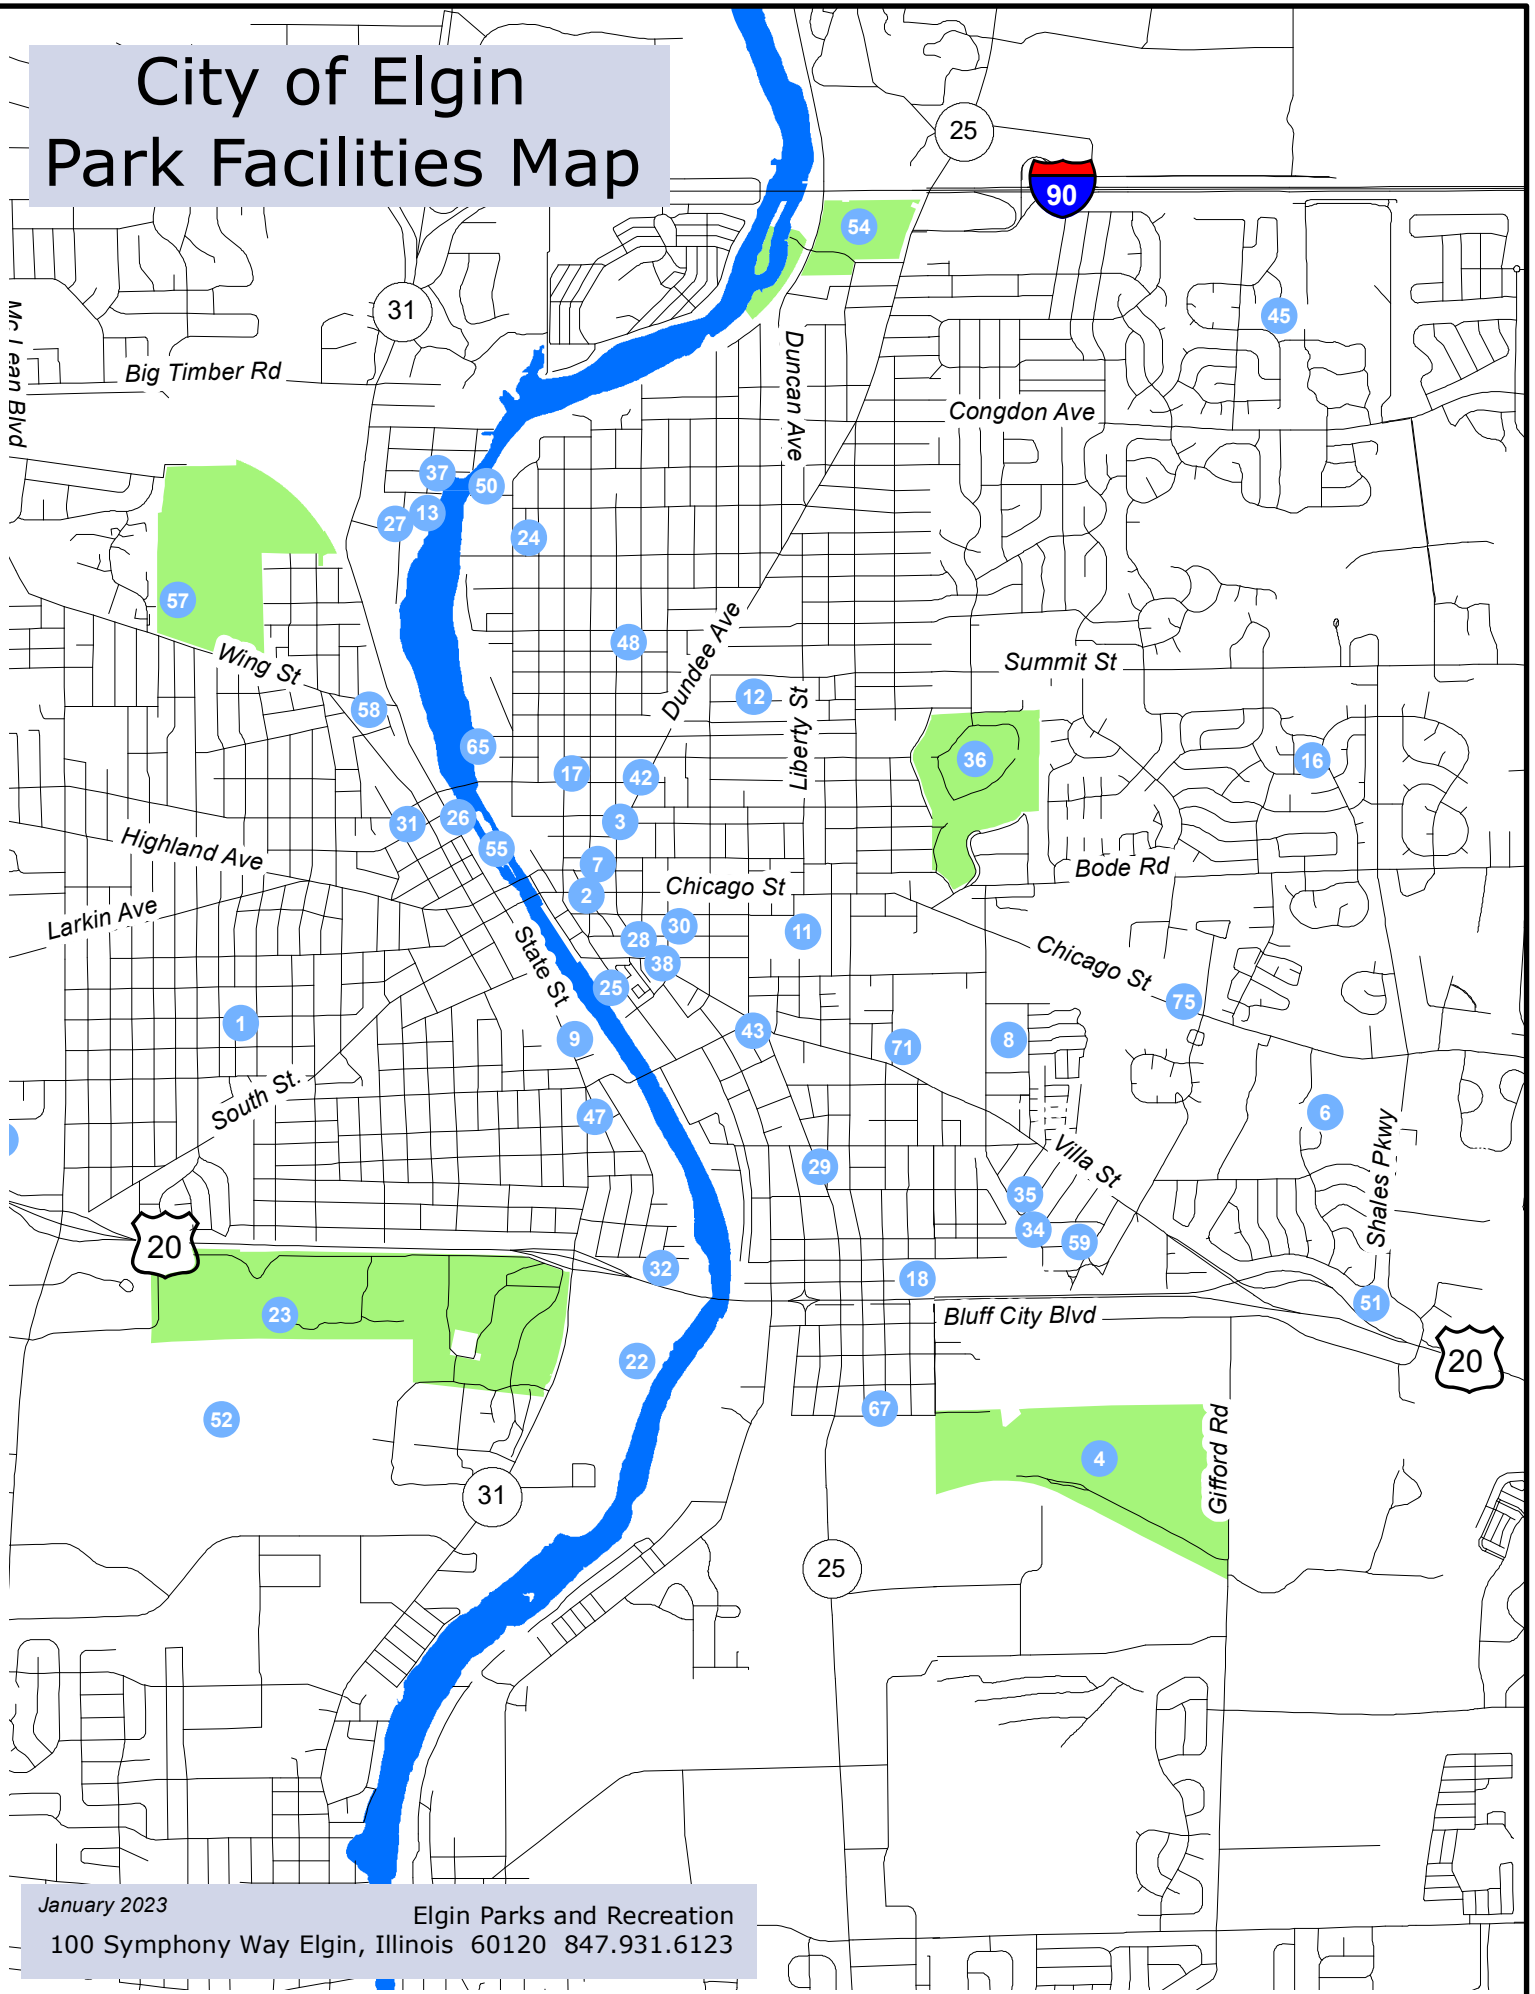 City of Elgin
Park Facilities Map
25
90
54
31
45
Mc Lean Blvd
Big Timber Rd
Duncan Ave
Congdon Ave
37
50
13
27
24
57
48
Dundee Ave
Wing St
Summit St
12
58
Liberty St
65
36
16
17
42
26
3
31
Highland Ave
55
7
Bode Rd
Chicago St
2
Larkin Ave
30
11
28
State St
38
Chicago St
25
75
1
43
9
71
8
South St.
47
6
Shales Pkwy
Villa St
29
35
34
59
20
32
18
23
51
Bluff City Blvd
22
20
52
67
Gifford Rd
4
31
25
January 2023
Elgin Parks and Recreation
100 Symphony Way Elgin, Illinois 60120 847.931.6123